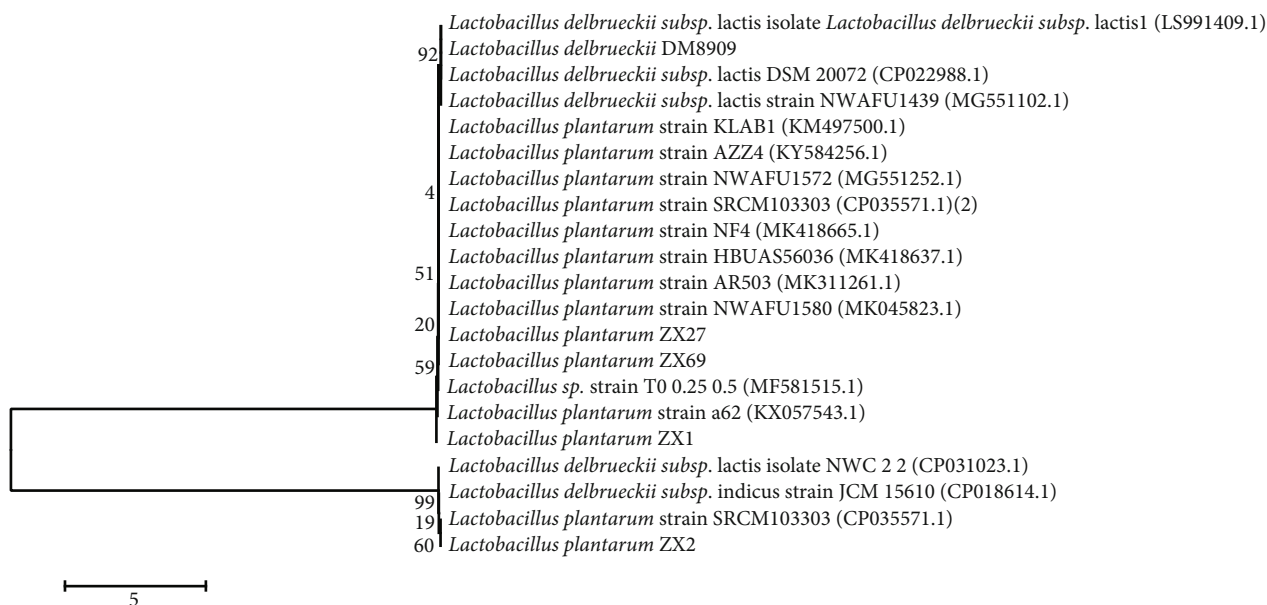 Lactobacillus delbrueckii subsp. lactis isolate Lactobacillus delbrueckii subsp. lactis1 (LS991409.1)
92
Lactobacillus delbrueckii DM8909
Lactobacillus delbrueckii subsp. lactis DSM 20072 (CP022988.1)
Lactobacillus delbrueckii subsp. lactis strain NWAFU1439 (MG551102.1)
Lactobacillus plantarum strain KLAB1 (KM497500.1)
Lactobacillus plantarum strain AZZ4 (KY584256.1)
Lactobacillus plantarum strain NWAFU1572 (MG551252.1)
4
Lactobacillus plantarum strain SRCM103303 (CP035571.1)(2)
Lactobacillus plantarum strain NF4 (MK418665.1)
Lactobacillus plantarum strain HBUAS56036 (MK418637.1)
51
Lactobacillus plantarum strain AR503 (MK311261.1)
Lactobacillus plantarum strain NWAFU1580 (MK045823.1)
20
Lactobacillus plantarum ZX27
Lactobacillus plantarum ZX69
59
Lactobacillus sp. strain T0 0.25 0.5 (MF581515.1)
Lactobacillus plantarum strain a62 (KX057543.1)
Lactobacillus plantarum ZX1
Lactobacillus delbrueckii subsp. lactis isolate NWC 2 2 (CP031023.1)
Lactobacillus delbrueckii subsp. indicus strain JCM 15610 (CP018614.1)
99
Lactobacillus plantarum strain SRCM103303 (CP035571.1)
19
Lactobacillus plantarum ZX2
60
5